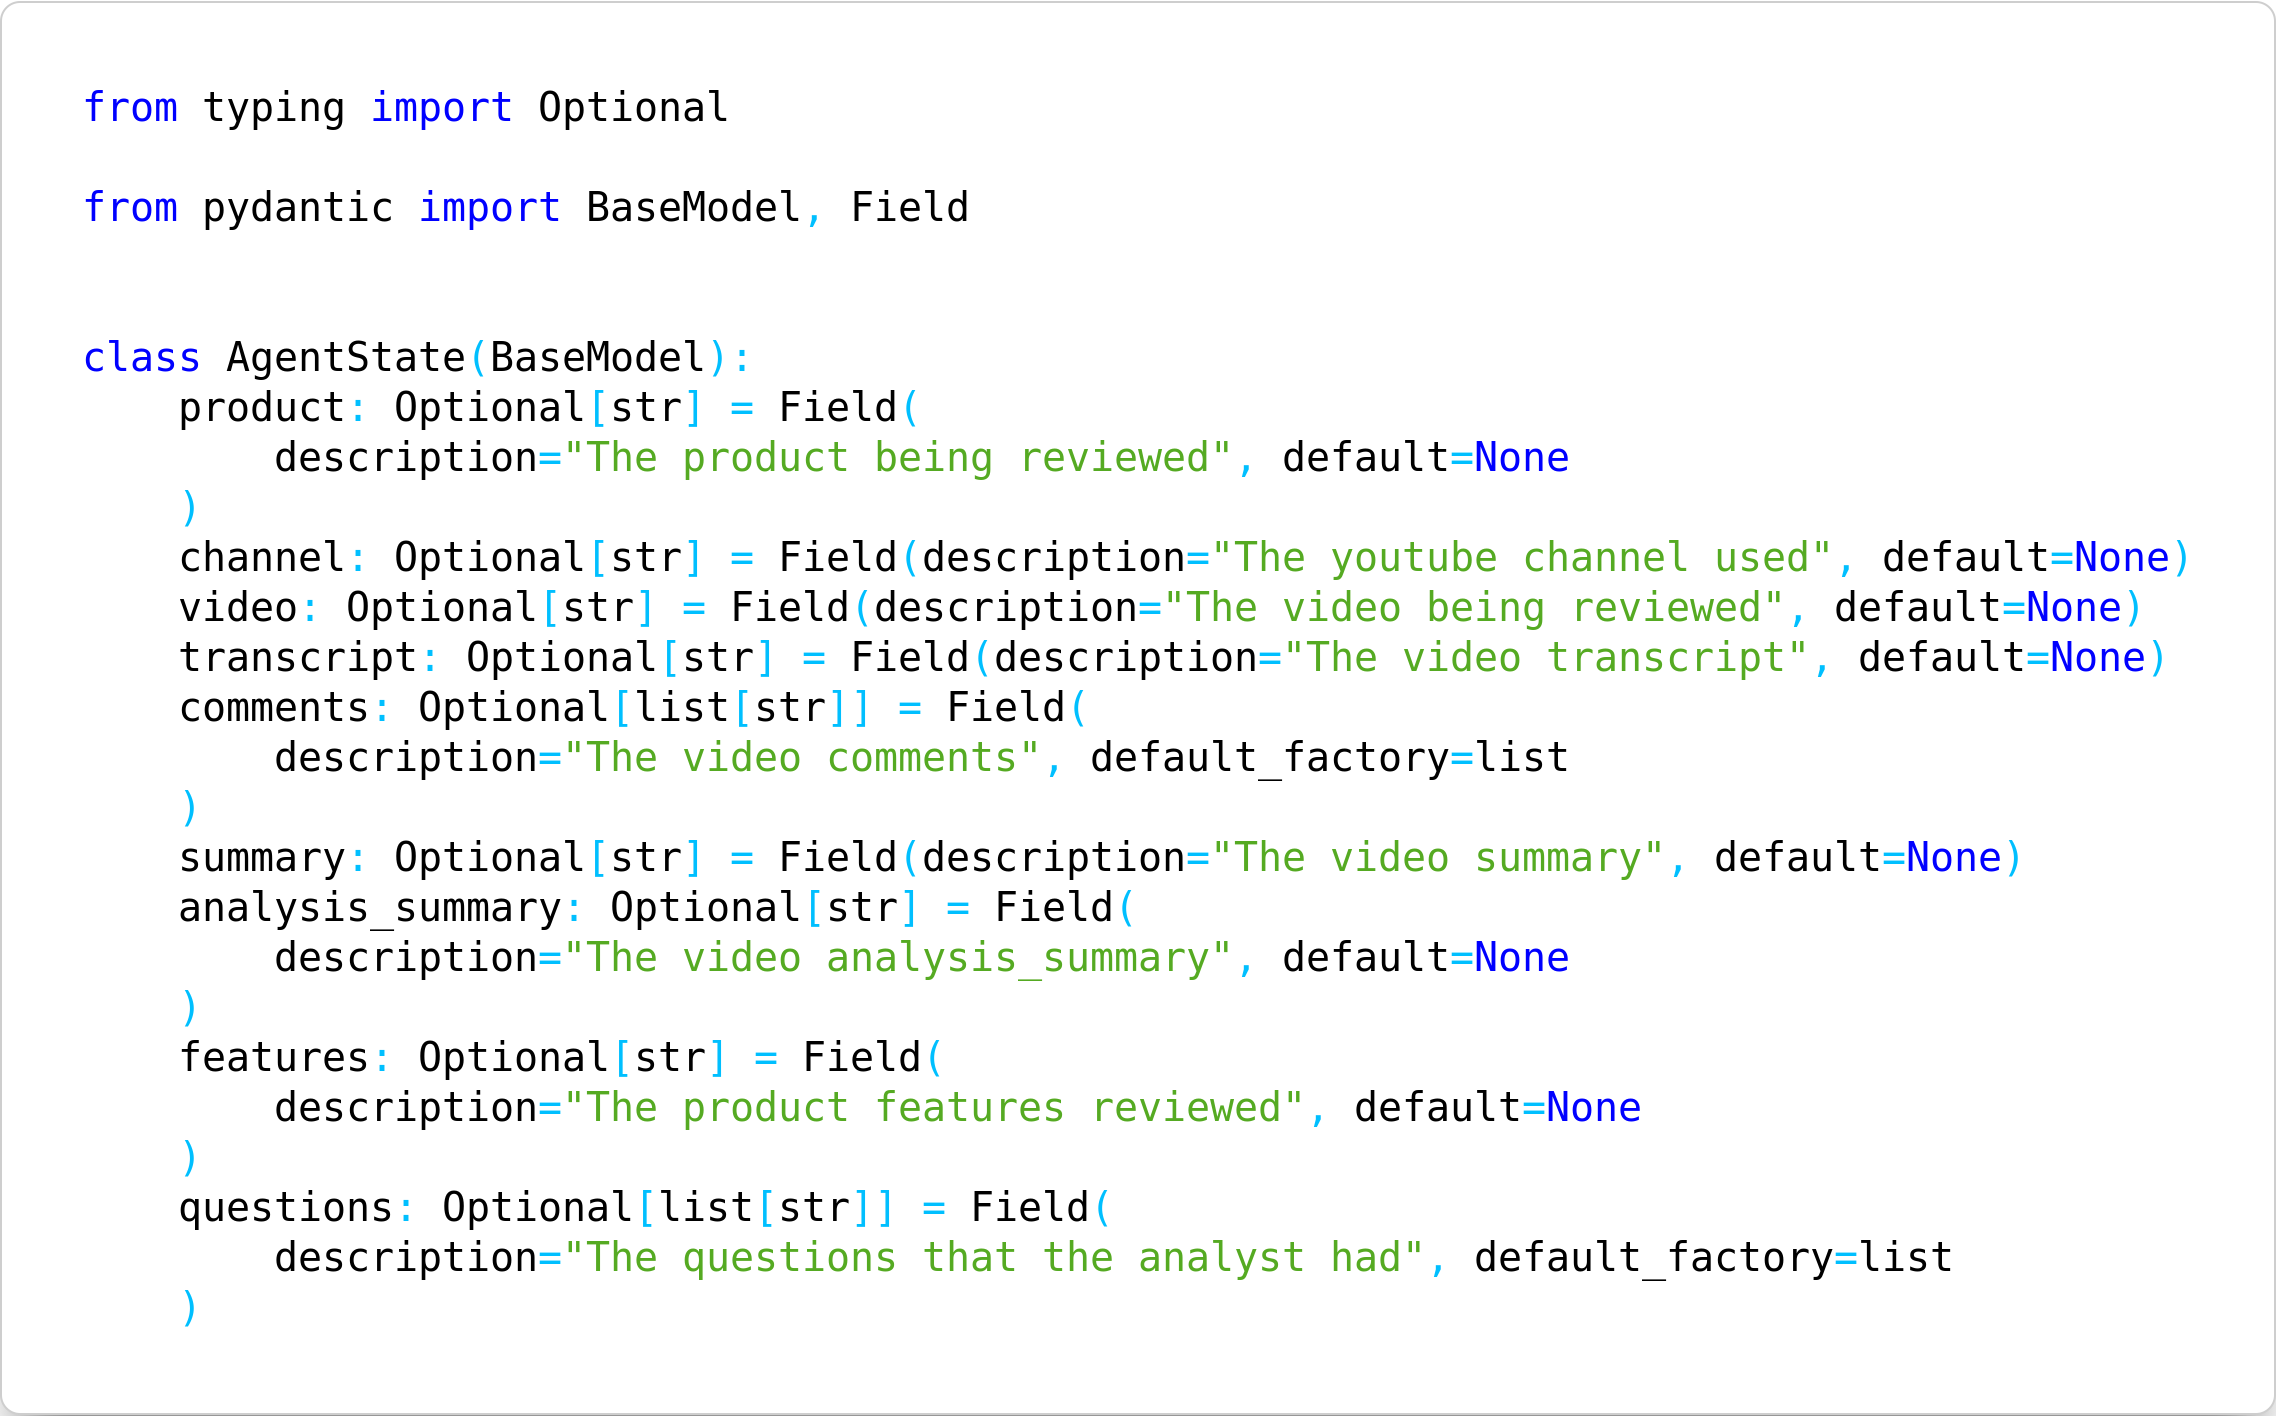 from typing import Optional

from pydantic import BaseModel, Field


class AgentState(BaseModel):
    product: Optional[str] = Field(
        description="The product being reviewed", default=None
    )
    channel: Optional[str] = Field(description="The youtube channel used", default=None)
    video: Optional[str] = Field(description="The video being reviewed", default=None)
    transcript: Optional[str] = Field(description="The video transcript", default=None)
    comments: Optional[list[str]] = Field(
        description="The video comments", default_factory=list
    )
    summary: Optional[str] = Field(description="The video summary", default=None)
    analysis_summary: Optional[str] = Field(
        description="The video analysis_summary", default=None
    )
    features: Optional[str] = Field(
        description="The product features reviewed", default=None
    )
    questions: Optional[list[str]] = Field(
        description="The questions that the analyst had", default_factory=list
    )